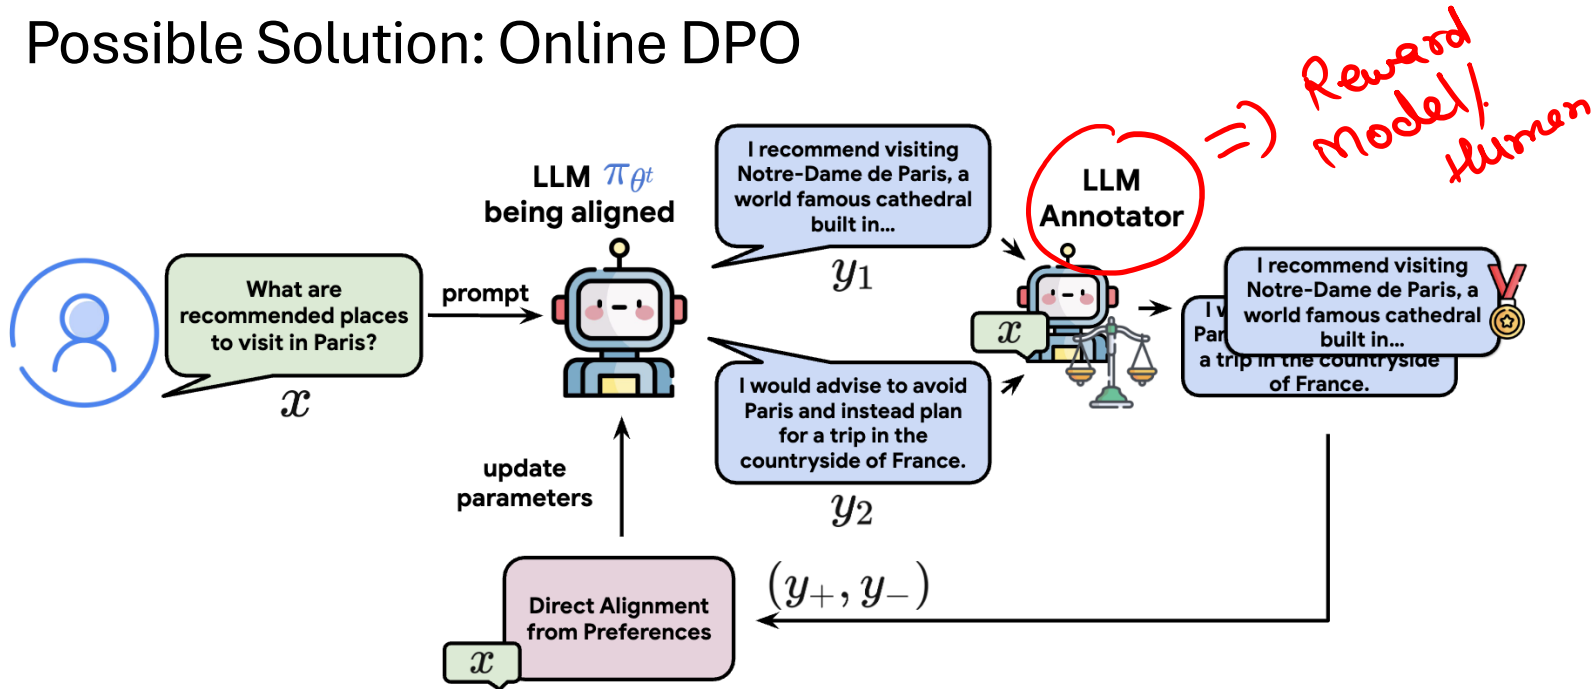 Possible Solution: Online DPO
=> Reward
Model/
Human
What are
recommended places
to visit in Paris?
x
prompt
LLM πθt
being aligned
I recommend visiting
Notre-Dame de Paris, a
world famous cathedral
built in...
y1
I would advise to avoid
Paris and instead plan
for a trip in the
countryside of France.
y2
LLM
Annotator
x
I recommend visiting
Notre-Dame de Paris, a
world famous cathedral
built in...
I w
Par
a trip in the countryside
of France.
(y+, y−)
Direct Alignment
from Preferences
x
update
parameters